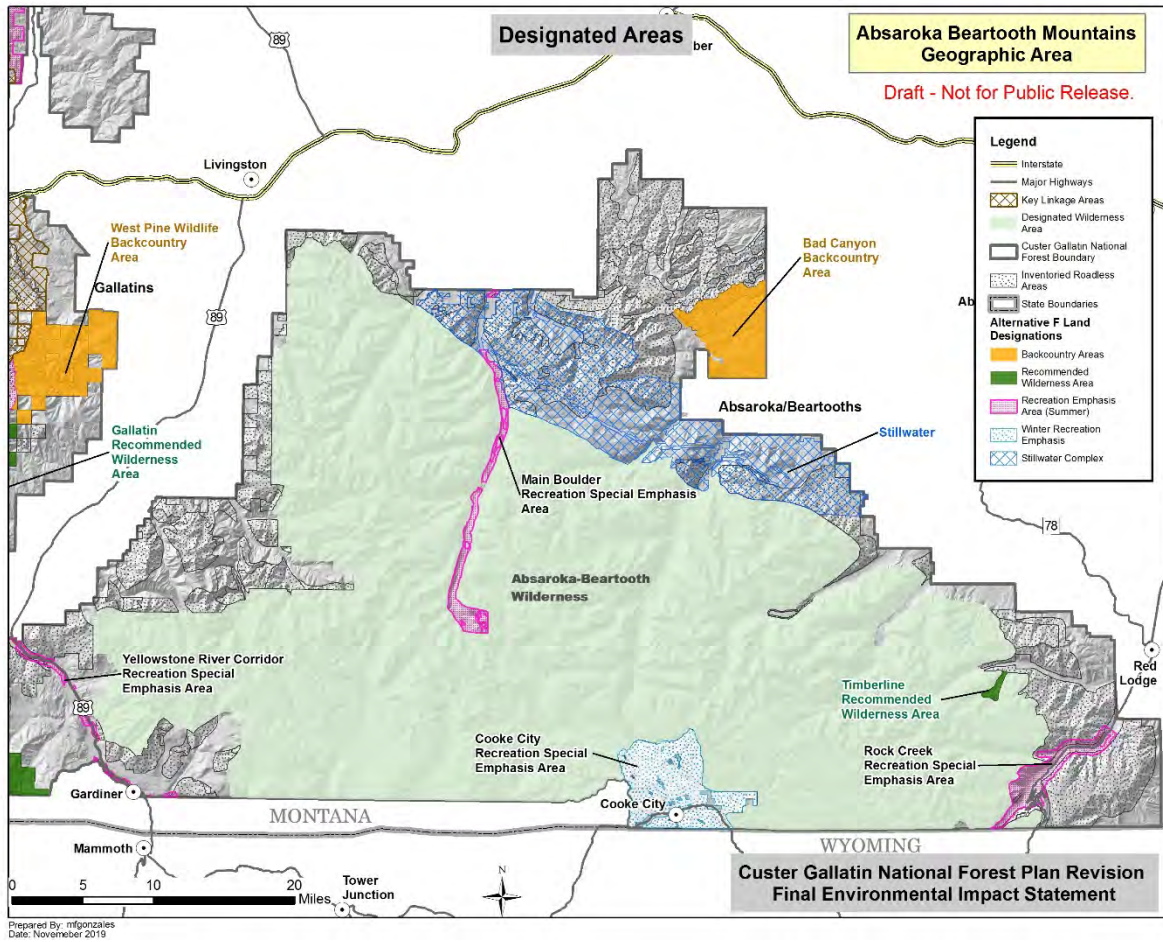 Designated Areas
Absaroka Beartooth Mountains
Geographic Area
Draft - Not for Public Release.
89
ber
Livingston
Legend
Interstate
Major Highways
Key Linkage Areas
Designated Wilderness
Area
Custer Gallatin National
Forest Boundary
Inventoried Roadless
Areas
State Boundaries
Alternative F Land
Designations
Backcountry Areas
Recommended
Wilderness Area
Recreation Emphasis
Area (Summer)
Winter Recreation
Emphasis
Stillwater Complex
West Pine Wildlife
Backcountry
Area
Gallatins
89
Bad Canyon
Backcountry
Area
Ab
Absaroka/Beartooths
Stillwater
Gallatin
Recommended
Wilderness
Area
Main Boulder
Recreation Special Emphasis
Area
78
Absaroka-Beartooth
Wilderness
Yellowstone River Corridor
Recreation Special
Emphasis Area
89
Red
Lodge
Timberline
Recommended
Wilderness Area
Cooke City
Recreation Special
Emphasis Area
Rock Creek
Recreation Special
Emphasis Area
Gardiner
Cooke City
MONTANA
WYOMING
Mammoth
Tower
Junction
0 5 10 20
Miles
N
Custer Gallatin National Forest Plan Revision
Final Environmental Impact Statement
Prepared By: mfgonzales
Date: Novemeber 2019